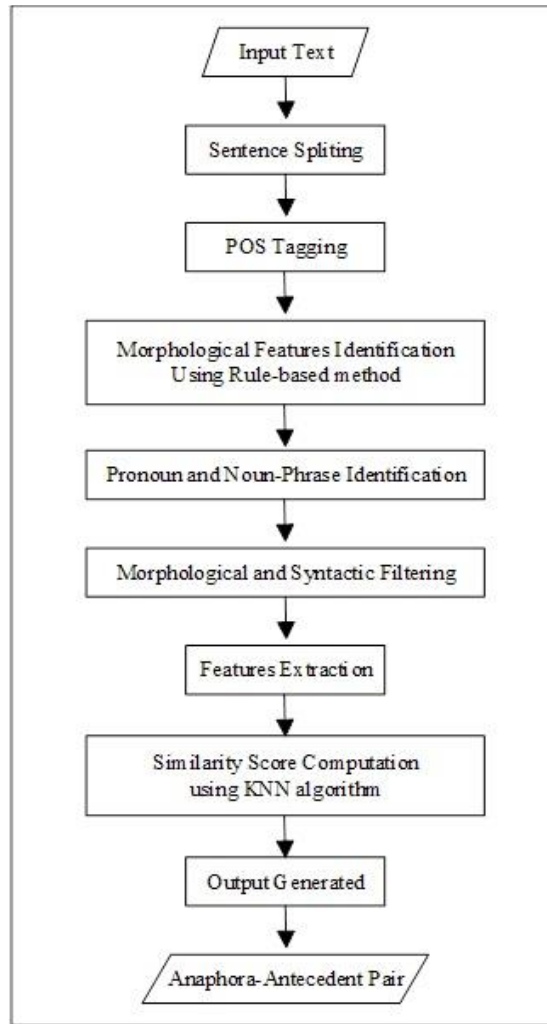 Input Text
Sentence Spliting
POS Tagging
Morphological Features Identification
Using Rule-based method
Pronoun and Noun-Phrase Identification
Morphological and Syntactic Filtering
Features Extraction
Similarity Score Computation
using KNN algorithm
Output Generated
Anaphora-Antecedent Pair